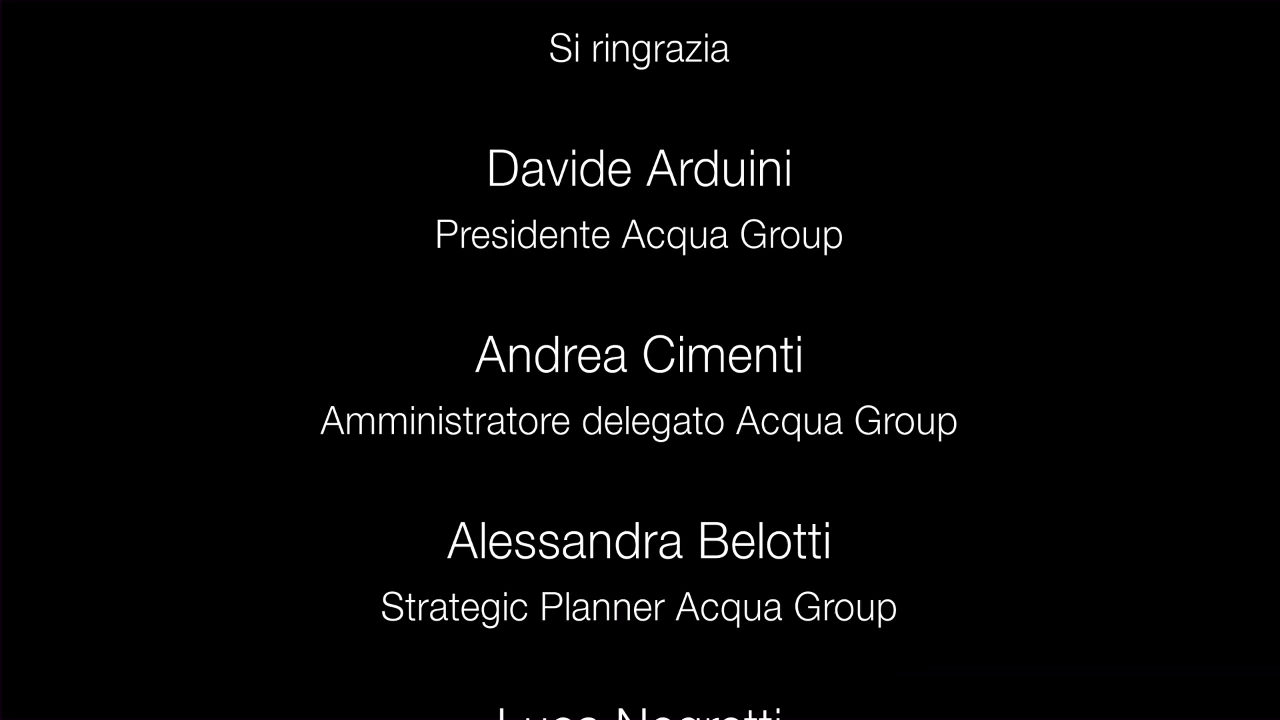 Si ringrazia
Davide Arduini
Presidente Acqua Group
Andrea Cimenti
Amministratore delegato Acqua Group
Alessandra Belotti
Strategic Planner Acqua Group